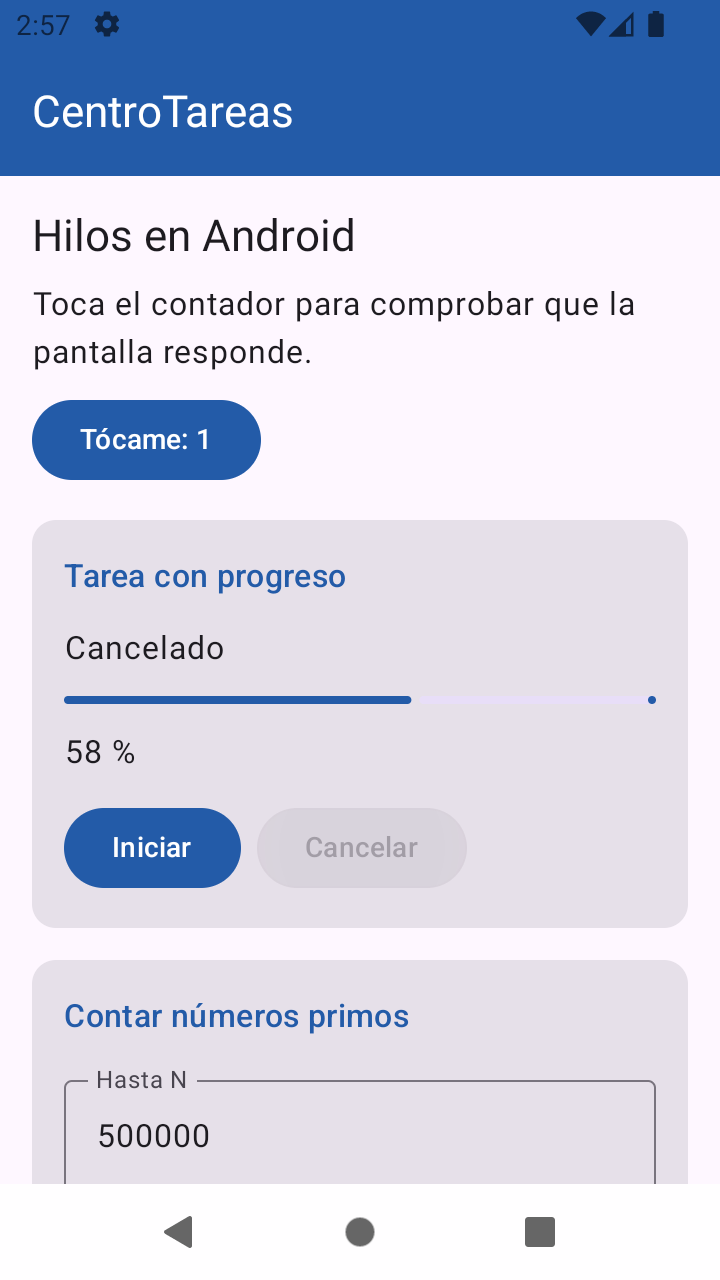 2:57
CentroTareas
Hilos en Android
Toca el contador para comprobar que la
pantalla responde.
Tócame: 1
Tarea con progreso
Cancelado
58 %
Iniciar
Cancelar
Contar números primos
Hasta N
500000